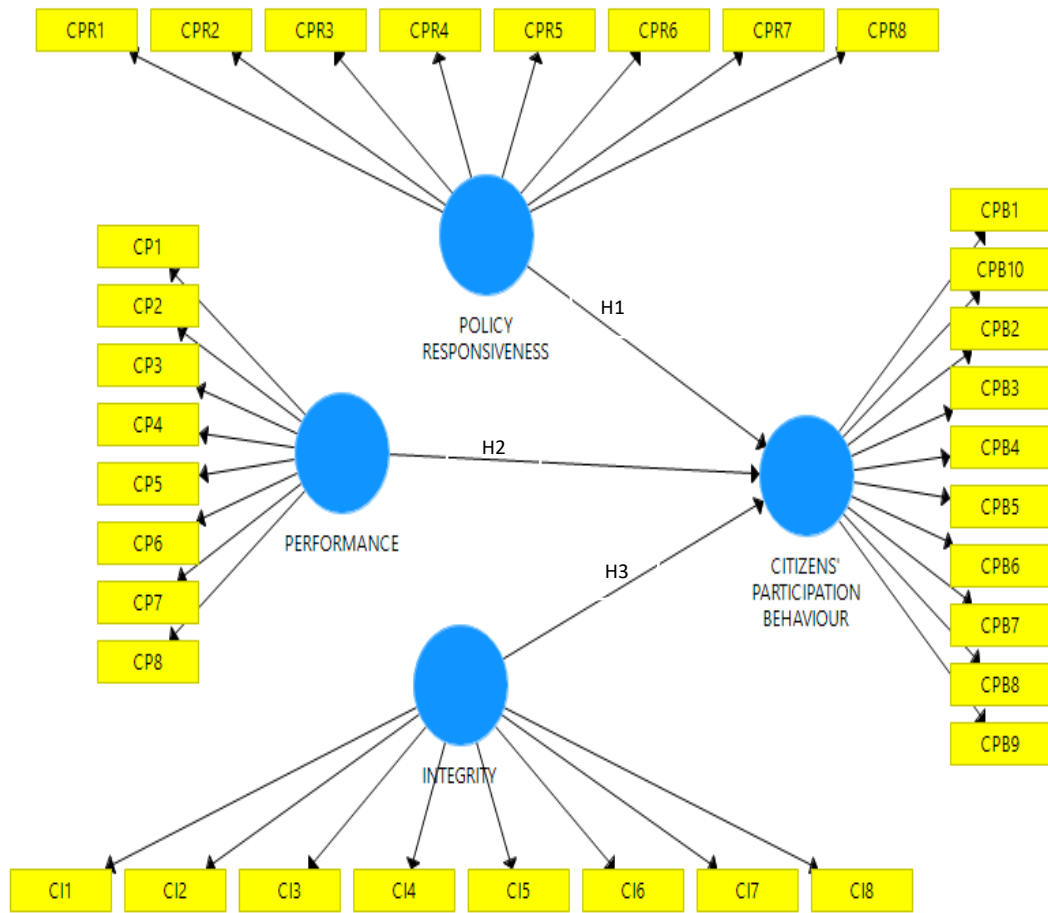 CPR1
CPR2
CPR3
CPR4
CPR5
CPR6
CPR7
CPR8
POLICY
RESPONSIVENESS
H1
CP1
CP2
CP3
CP4
CP5
CP6
CP7
CP8
PERFORMANCE
H2
H3
CITIZENS'
PARTICIPATION
BEHAVIOUR
CPB1
CPB10
CPB2
CPB3
CPB4
CPB5
CPB6
CPB7
CPB8
CPB9
INTEGRITY
CI1
CI2
CI3
CI4
CI5
CI6
CI7
CI8